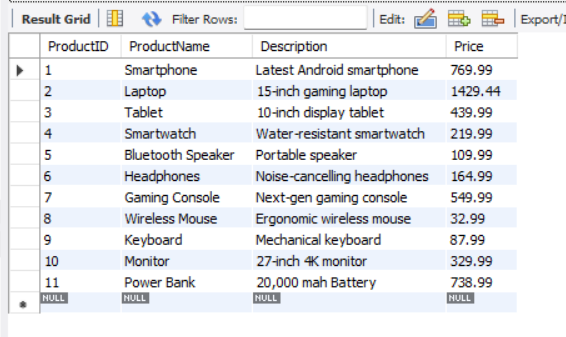 Result Grid Filter Rows: Edit: Export/I
ProductID ProductName Description Price
1 Smartphone Latest Android smartphone 769.99
2 Laptop 15-inch gaming laptop 1429.44
3 Tablet 10-inch display tablet 439.99
4 Smartwatch Water-resistant smartwatch 219.99
5 Bluetooth Speaker Portable speaker 109.99
6 Headphones Noise-cancelling headphones 164.99
7 Gaming Console Next-gen gaming console 549.99
8 Wireless Mouse Ergonomic wireless mouse 32.99
9 Keyboard Mechanical keyboard 87.99
10 Monitor 27-inch 4K monitor 329.99
11 Power Bank 20,000 mah Battery 738.99
NULL NULL NULL NULL